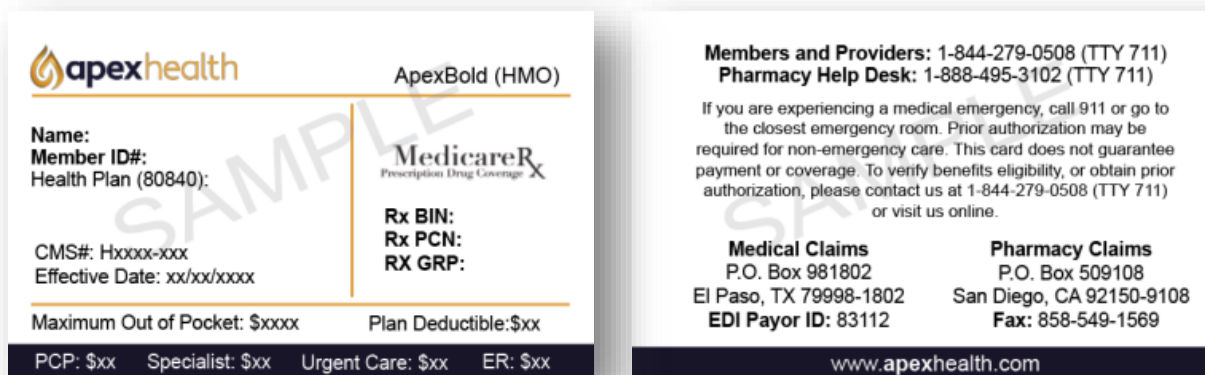 apexhealth
ApexBold (HMO)
Name:
Member ID#:
Health Plan (80840):
MedicareRx
Prescription Drug Coverage
Rx BIN:
Rx PCN:
RX GRP:
CMS#: Hxxxx-xxx
Effective Date: xx/xx/xxxx
Maximum Out of Pocket: $xxxx
Plan Deductible:$xx
PCP: $xx Specialist: $xx Urgent Care: $xx ER: $xx
SAMPLE
Members and Providers: 1-844-279-0508 (TTY 711)
Pharmacy Help Desk: 1-888-495-3102 (TTY 711)
If you are experiencing a medical emergency, call 911 or go to
the closest emergency room. Prior authorization may be
required for non-emergency care. This card does not guarantee
payment or coverage. To verify benefits eligibility, or obtain prior
authorization, please contact us at 1-844-279-0508 (TTY 711)
or visit us online.
Medical Claims
P.O. Box 981802
El Paso, TX 79998-1802
EDI Payor ID: 83112
Pharmacy Claims
P.O. Box 509108
San Diego, CA 92150-9108
Fax: 858-549-1569
www.apexhealth.com
SAMPLE